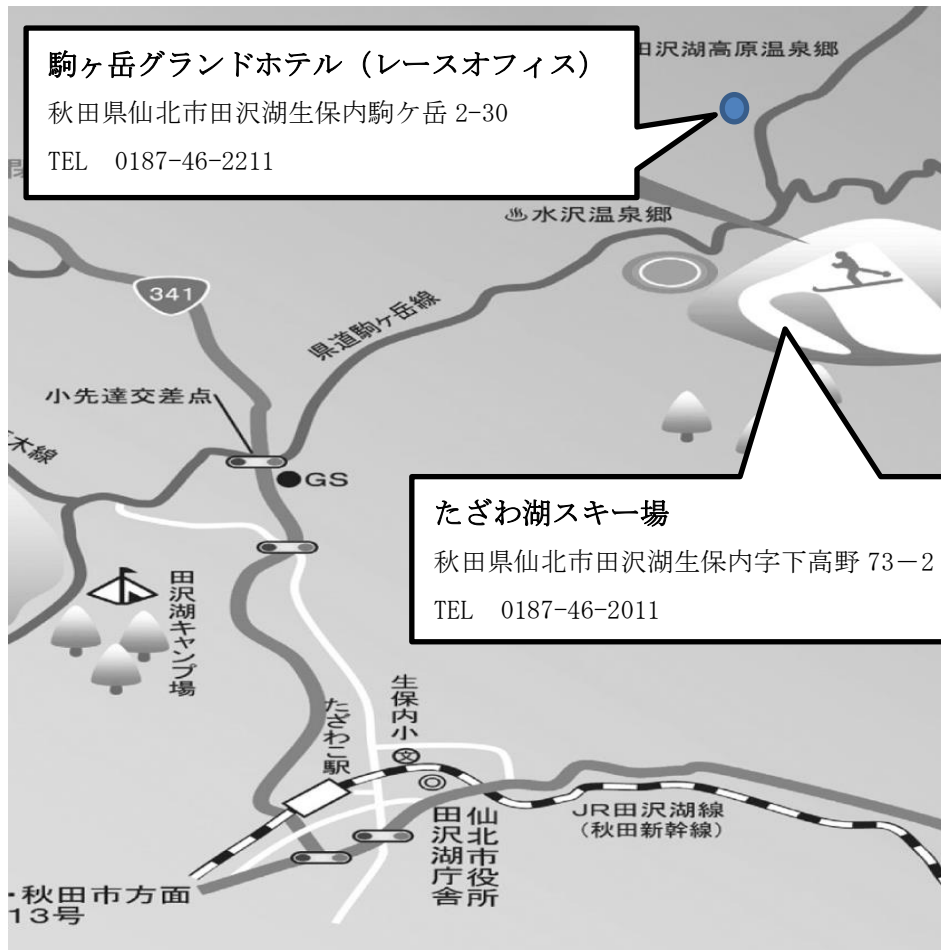 駒ヶ岳グランドホテル（レースオフィス）
秋田県仙北市田沢湖生保内駒ケ岳 2-30
TEL　0187-46-2211
田沢湖高原温泉郷
♨水沢温泉郷
341
県道駒ヶ岳線
小先達交差点
木線
GS
たざわ湖スキー場
秋田県仙北市田沢湖生保内字下高野 73－2
TEL　0187-46-2011
田沢湖キャンプ場
たざわこ駅
生保内小
文
JR田沢湖線
（秋田新幹線）
仙北市役所
田沢湖庁舎
・秋田市方面
13号